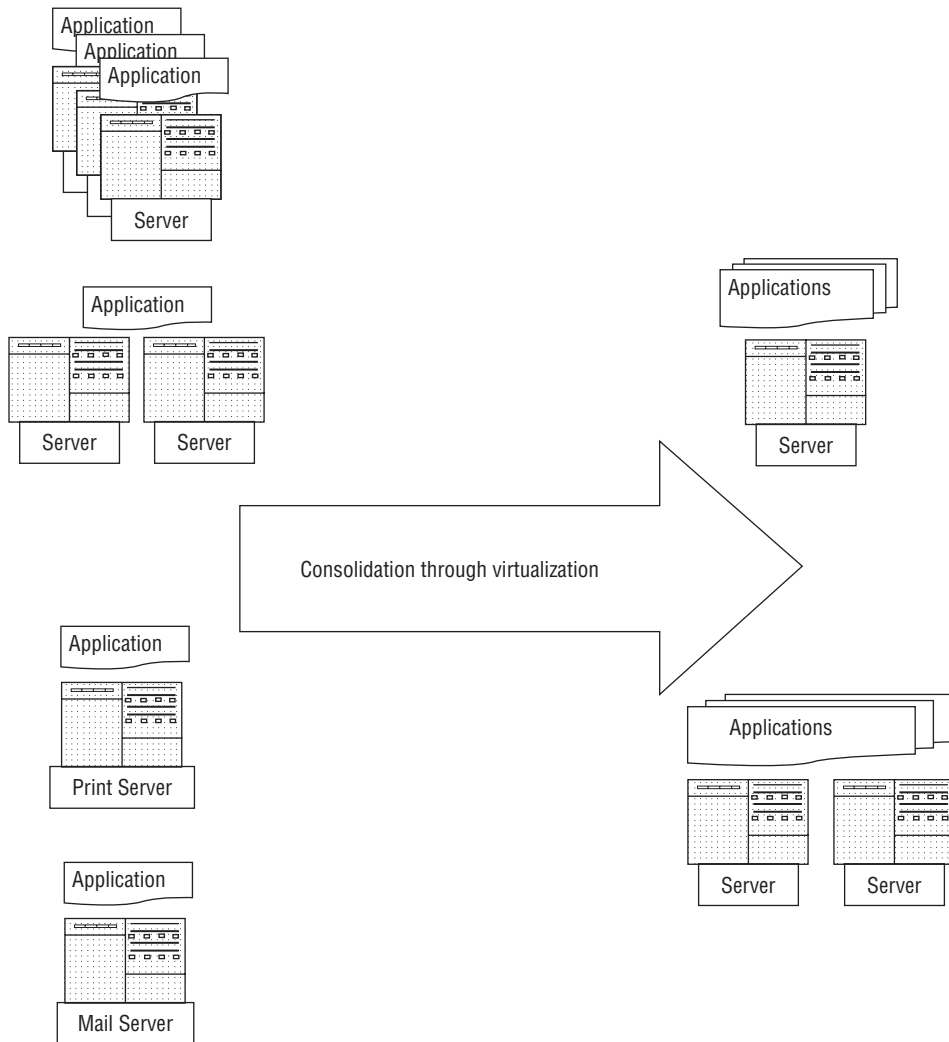 Application
Application
Application
Server
Application
Server
Server
Application
Print Server
Application
Mail Server
Consolidation through virtualization
Applications
Server
Applications
Server
Server